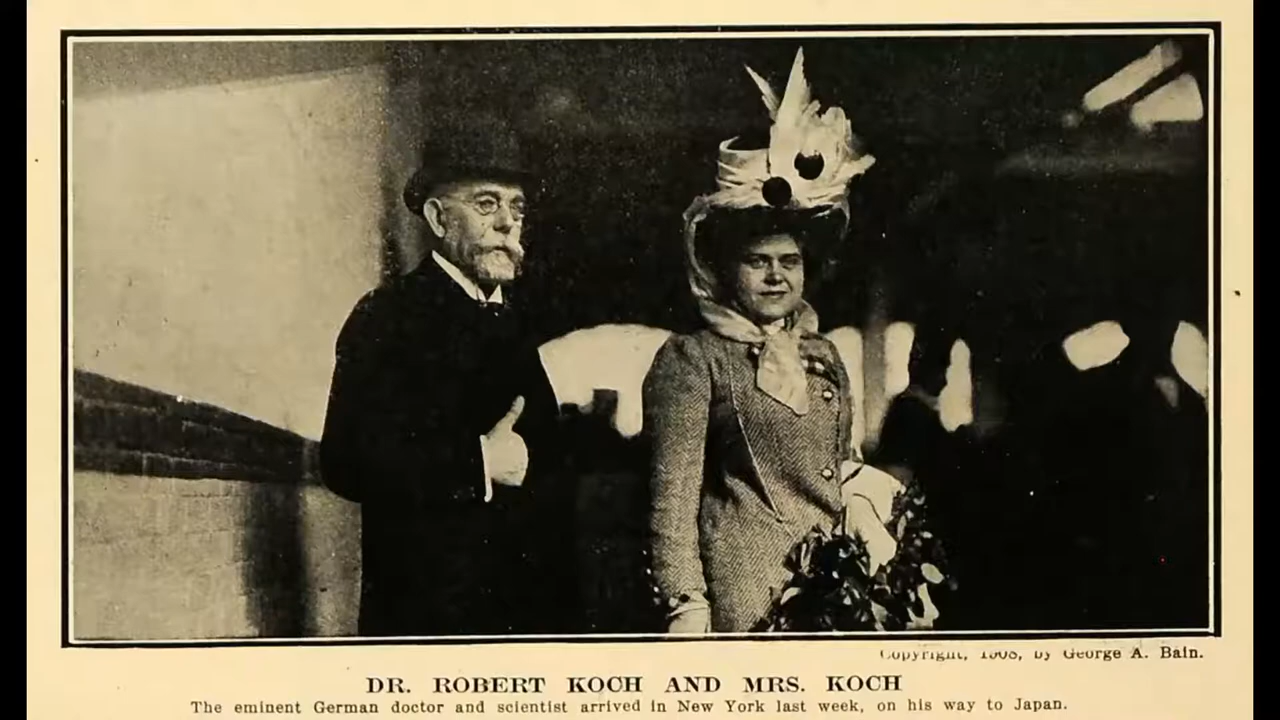 Copyright, 1908, by George A. Bain.
DR. ROBERT KOCH AND MRS. KOCH
The eminent German doctor and scientist arrived in New York last week, on his way to Japan.